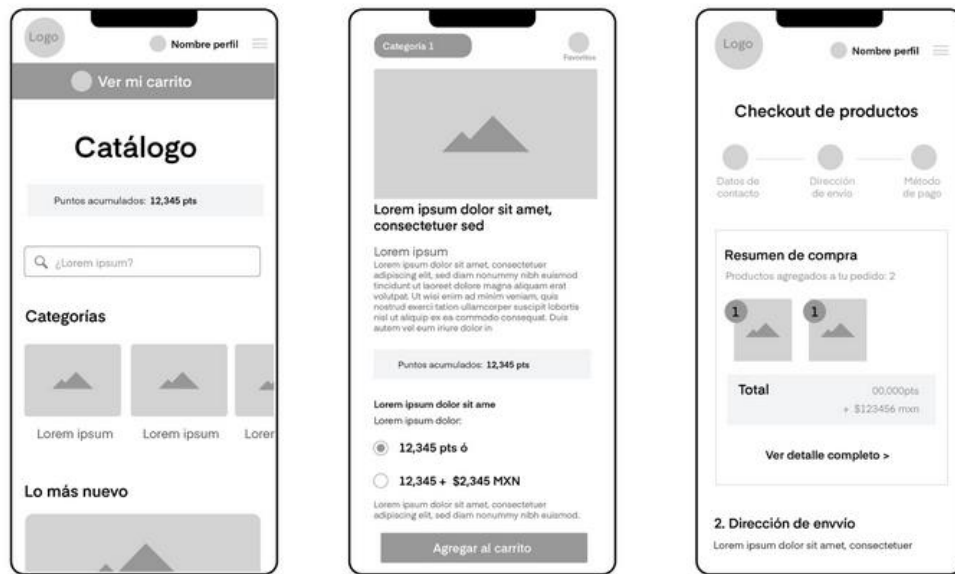 Logo
Nombre perfil
Ver mi carrito
Catálogo
Puntos acumulados: 12,345 pts
¿Lorem ipsum?
Categorías
Lorem ipsum
Lorem ipsum
Lorer
Lo más nuevo
Categoría 1
Favoritos
Lorem ipsum dolor sit amet,
consectetuer sed
Lorem ipsum
Lorem ipsum dolor sit amet, consectetuer
adipiscing elit, sed diam nonummy nibh euismod
tincidunt ut laoreet dolore magna aliquam erat
volutpat. Ut wisi enim ad minim veniam, quis
nostrud exerci tation ullamcorper suscipit lobortis
nisl ut aliquip ex ea commodo consequat. Duis
autem vel eum iriure dolor in
Puntos acumulados: 12,345 pts
Lorem ipsum dolor sit ame
Lorem ipsum dolor:
12,345 pts ó
12,345 + $2,345 MXN
Lorem ipsum dolor sit amet, consectetuer
adipiscing elit, sed diam nonummy nibh euismod.
Agregar al carrito
Logo
Nombre perfil
Checkout de productos
Datos de
contacto
Dirección
de envío
Método
de pago
Resumen de compra
Productos agregados a tu pedido: 2
1
1
Total
00,000pts
+ $123456 mxn
Ver detalle completo >
2. Dirección de envvío
Lorem ipsum dolor sit amet, consectetuer